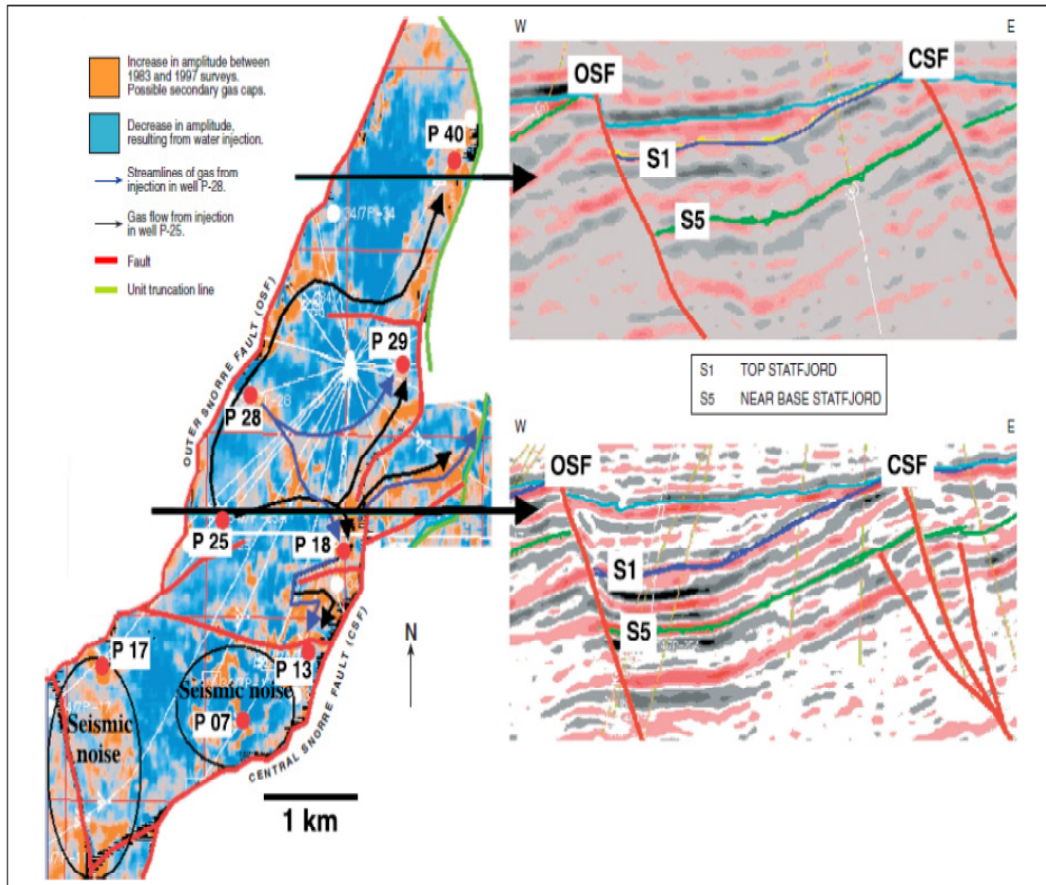 Increase in amplitude between
1983 and 1997 surveys.
Possible secondary gas caps.
Decrease in amplitude,
resulting from water injection.
Streamlines of gas from
injection in well P-28.
Gas flow from injection
in well P-25.
Fault
Unit truncation line
P 40
34/7P-34
OUTER SNORRE FAULT (OSF)
P 29
P 28
P 25
P 18
P 17
P 13
Seismic noise
P 07
Seismic
noise
CENTRAL SNORRE FAULT (CSF)
N
1 km
W
E
OSF
CSF
S1
S5
S1 TOP STATFJORD
S5 NEAR BASE STATFJORD
W
E
OSF
CSF
S1
S5